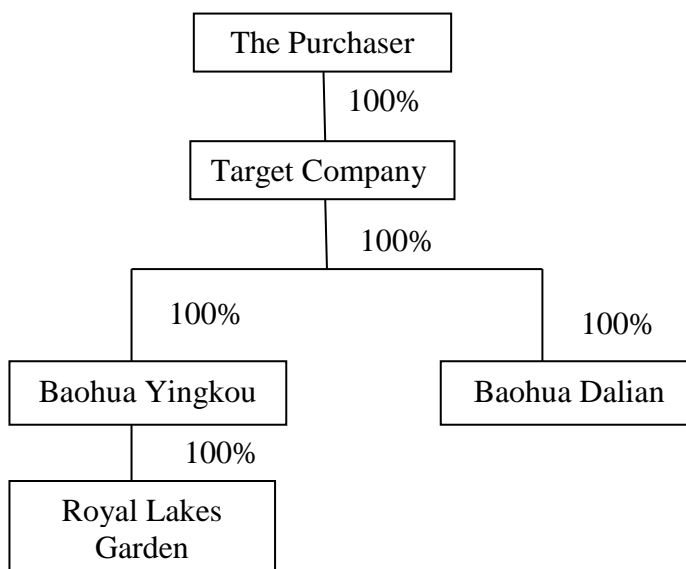 The Purchaser
100%
Target Company
100%
100%
100%
Baohua Yingkou
Baohua Dalian
100%
Royal Lakes
Garden